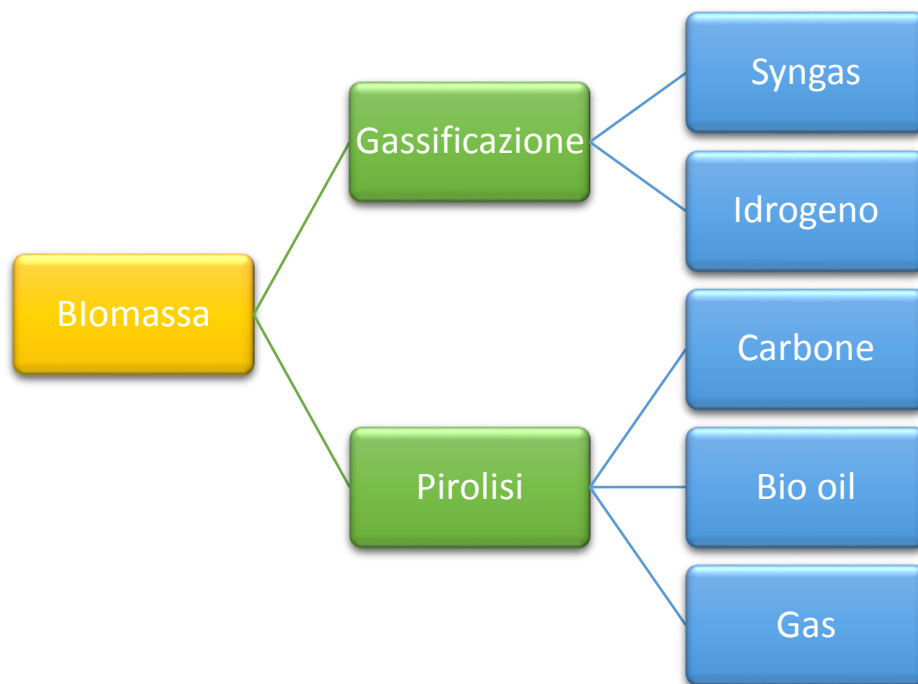 BIomassa
Gassificazione
Pirolisi
Syngas
Idrogeno
Carbone
Bio oil
Gas